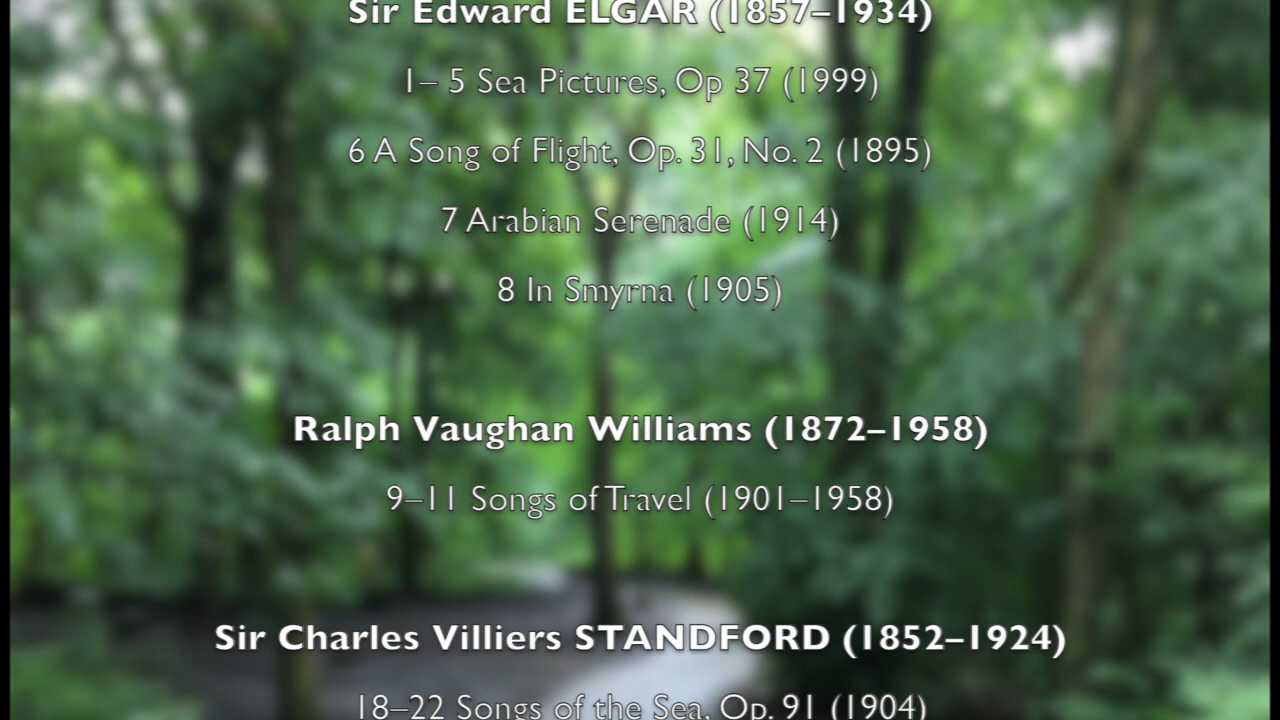 Sir Edward ELGAR (1857–1934)
1– 5 Sea Pictures, Op 37 (1999)
6 A Song of Flight, Op. 31, No. 2 (1895)
7 Arabian Serenade (1914)
8 In Smyrna (1905)
Ralph Vaughan Williams (1872–1958)
9–11 Songs of Travel (1901–1958)
Sir Charles Villiers STANDFORD (1852–1924)
18–22 Songs of the Sea, Op. 91 (1904)